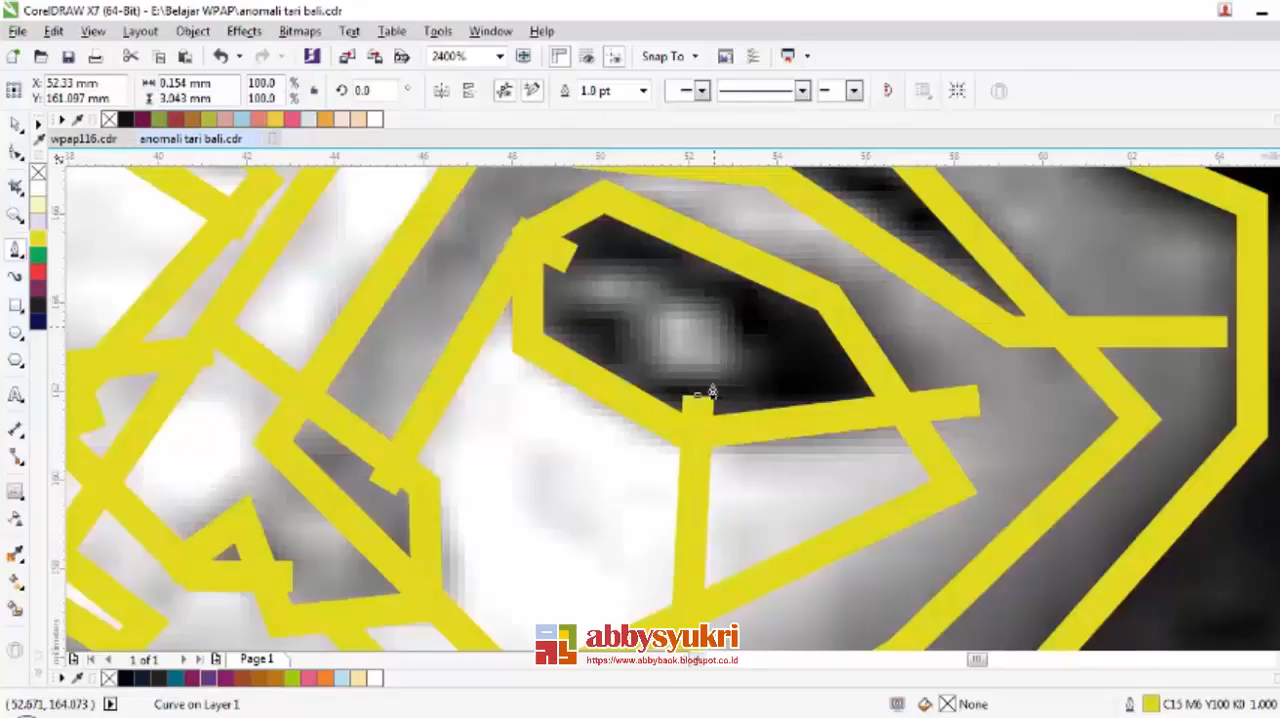 CorelDRAW X7 (64-Bit) - E:\Belajar WPAP\anomali tari bali.cdr
File Edit View Layout Object Effects Bitmaps Text Table Tools Window Help
2400% Snap To
X: 52.33 mm 0.154 mm 100.0 %
Y: 161.097 mm 3.043 mm 100.0 %
0.0 °
1.0 pt
wpap116.cdr anomali tari bali.cdr
38 40 42 44 46 48 50 52 54 56 58 60 62 64
abbysyukri
https://www.abbybaok.blogspot.co.id
1 of 1 Page 1
(52.671, 164.073 ) Curve on Layer 1 None C15 M6 Y100 K0 1.000